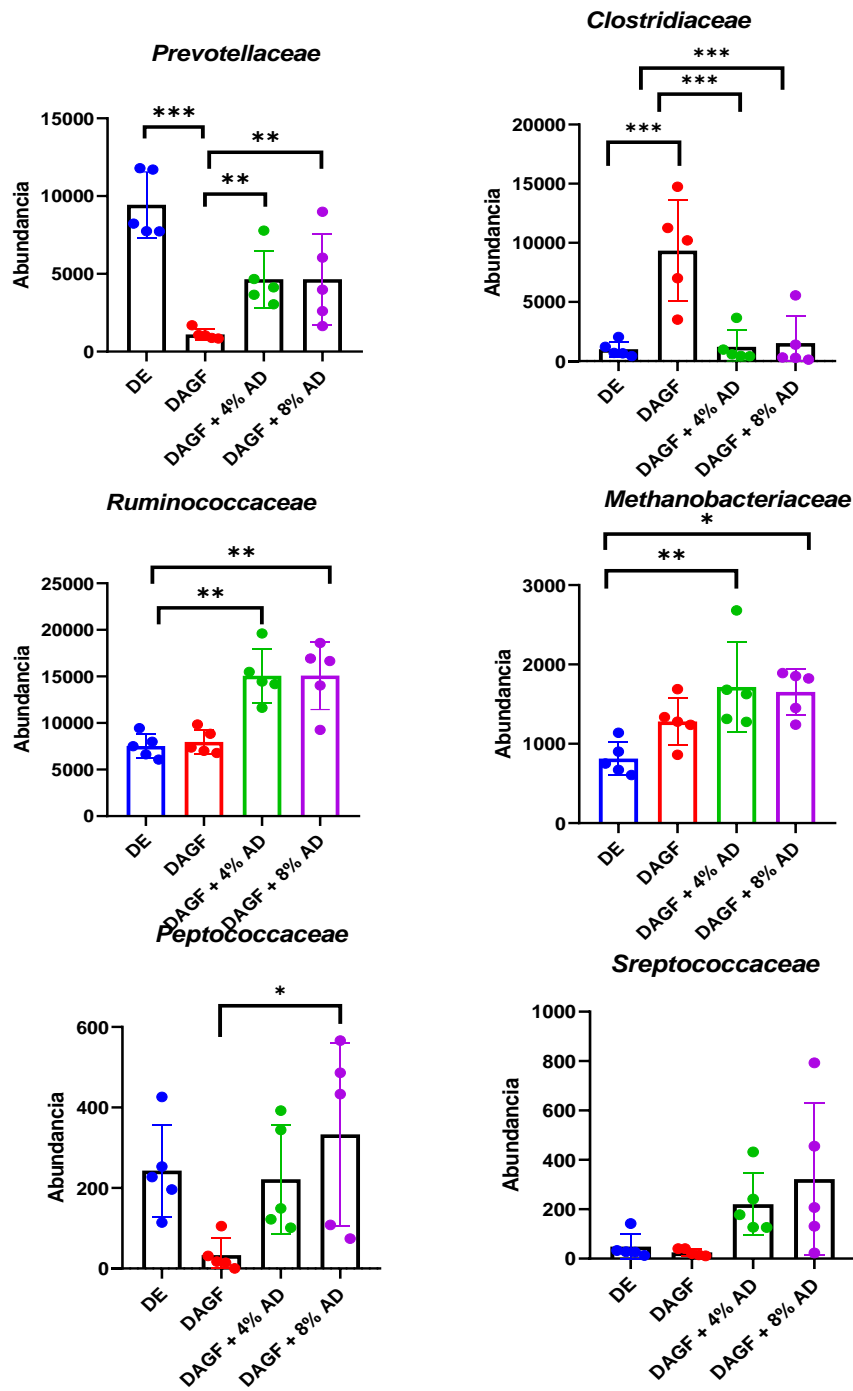 Prevotellaceae
***
**
**
Abundancia
15000
10000
5000
0
DE
DAGF
DAGF + 4% AD
DAGF + 8% AD
Clostridiaceae
***
***
***
Abundancia
20000
15000
10000
5000
0
DE
DAGF
DAGF + 4% AD
DAGF + 8% AD
Ruminococcaceae
**
**
Abundancia
25000
20000
15000
10000
5000
0
DE
DAGF
DAGF + 4% AD
DAGF + 8% AD
Methanobacteriaceae
*
**
Abundancia
3000
2000
1000
0
DE
DAGF
DAGF + 4% AD
DAGF + 8% AD
Peptococcaceae
*
Abundancia
600
400
200
0
DE
DAGF
DAGF + 4% AD
DAGF + 8% AD
Sreptococcaceae
Abundancia
1000
800
600
400
200
0
DE
DAGF
DAGF + 4% AD
DAGF + 8% AD